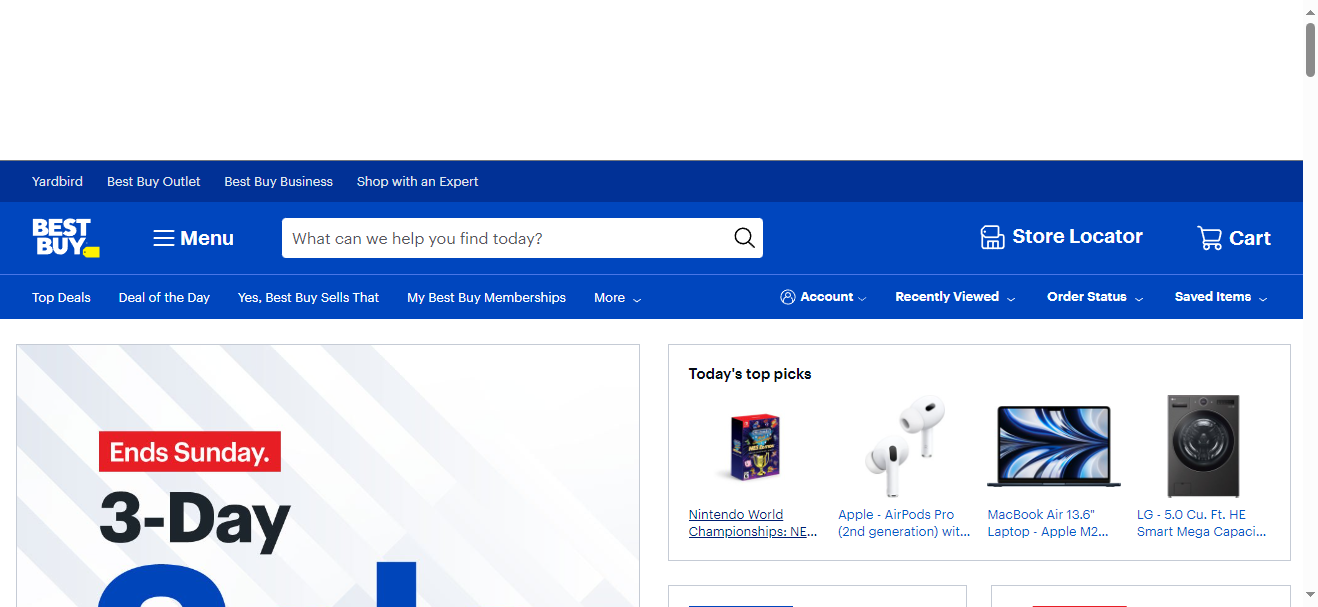 Yardbird Best Buy Outlet Best Buy Business Shop with an Expert
BEST
BUY
Menu
What can we help you find today?
Store Locator
Cart
Top Deals Deal of the Day Yes, Best Buy Sells That My Best Buy Memberships More
Account Recently Viewed Order Status Saved Items
Ends Sunday.
3-Day
Today's top picks
Nintendo World
Championships: NE...
Apple - AirPods Pro
(2nd generation) wit...
MacBook Air 13.6"
Laptop - Apple M2...
LG - 5.0 Cu. Ft. HE
Smart Mega Capaci...